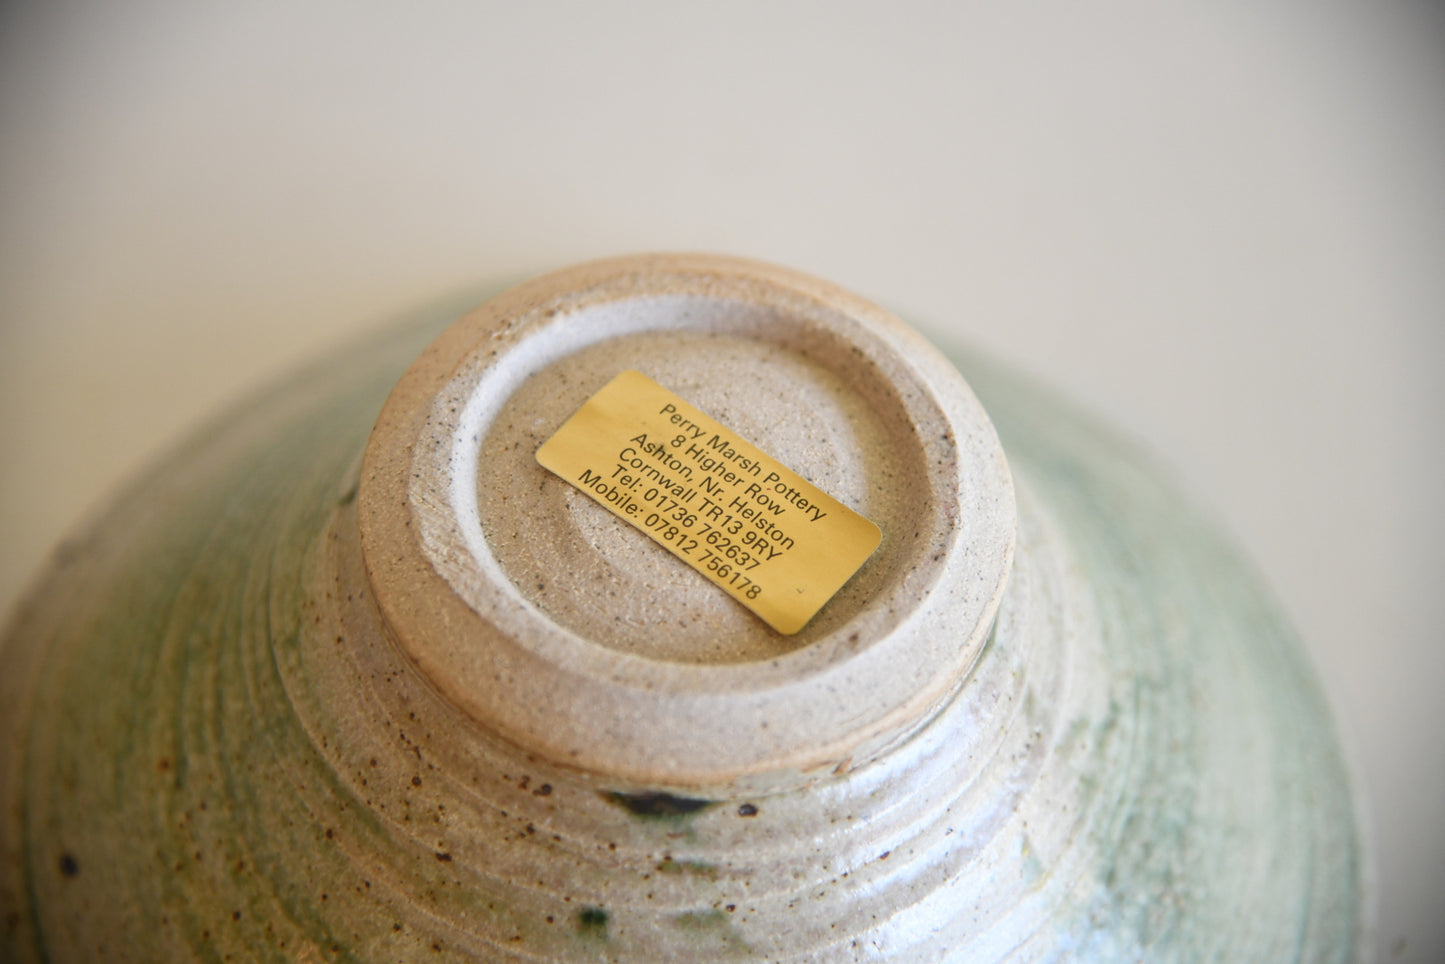 Perry Marsh Pottery
8 Higher Row
Ashton, Nr. Helston
Cornwall TR13 9RY
Tel: 01736 762637
Mobile: 07812 756178